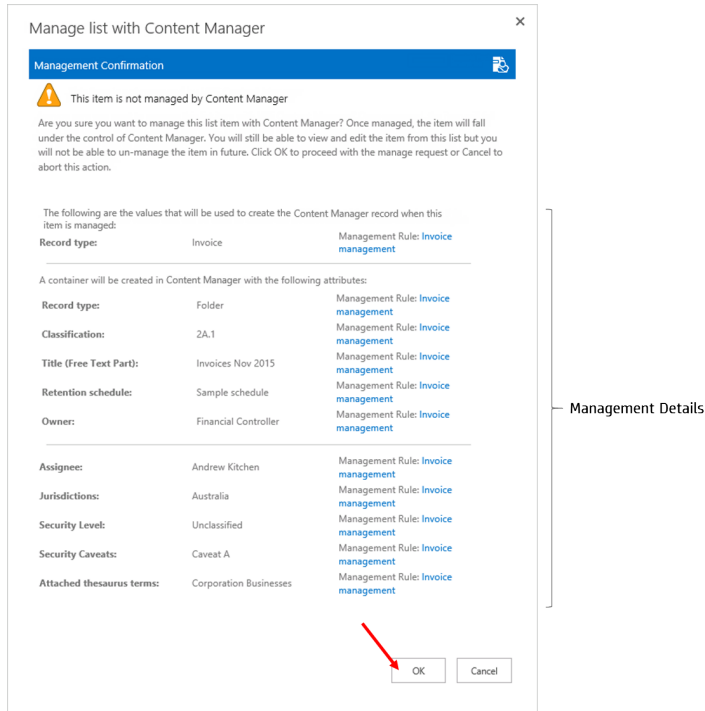 Manage list with Content Manager
Management Confirmation
This item is not managed by Content Manager
Are you sure you want to manage this list item with Content Manager? Once managed, the item will fall
under the control of Content Manager. You will still be able to view and edit the item from this list but you
will not be able to un-manage the item in future. Click OK to proceed with the manage request or Cancel to
abort this action.
The following are the values that will be used to create the Content Manager record when this
item is managed:
Record type: Invoice Management Rule: Invoice
management
A container will be created in Content Manager with the following attributes:
Record type: Folder Management Rule: Invoice
management
Classification: 2A.1 Management Rule: Invoice
management
Title (Free Text Part): Invoices Nov 2015 Management Rule: Invoice
management
Retention schedule: Sample schedule Management Rule: Invoice
management
Owner: Financial Controller Management Rule: Invoice
management
Management Details
Assignee: Andrew Kitchen Management Rule: Invoice
management
Jurisdictions: Australia Management Rule: Invoice
management
Security Level: Unclassified Management Rule: Invoice
management
Security Caveats: Caveat A Management Rule: Invoice
management
Attached thesaurus terms: Corporation Businesses Management Rule: Invoice
management
OK Cancel